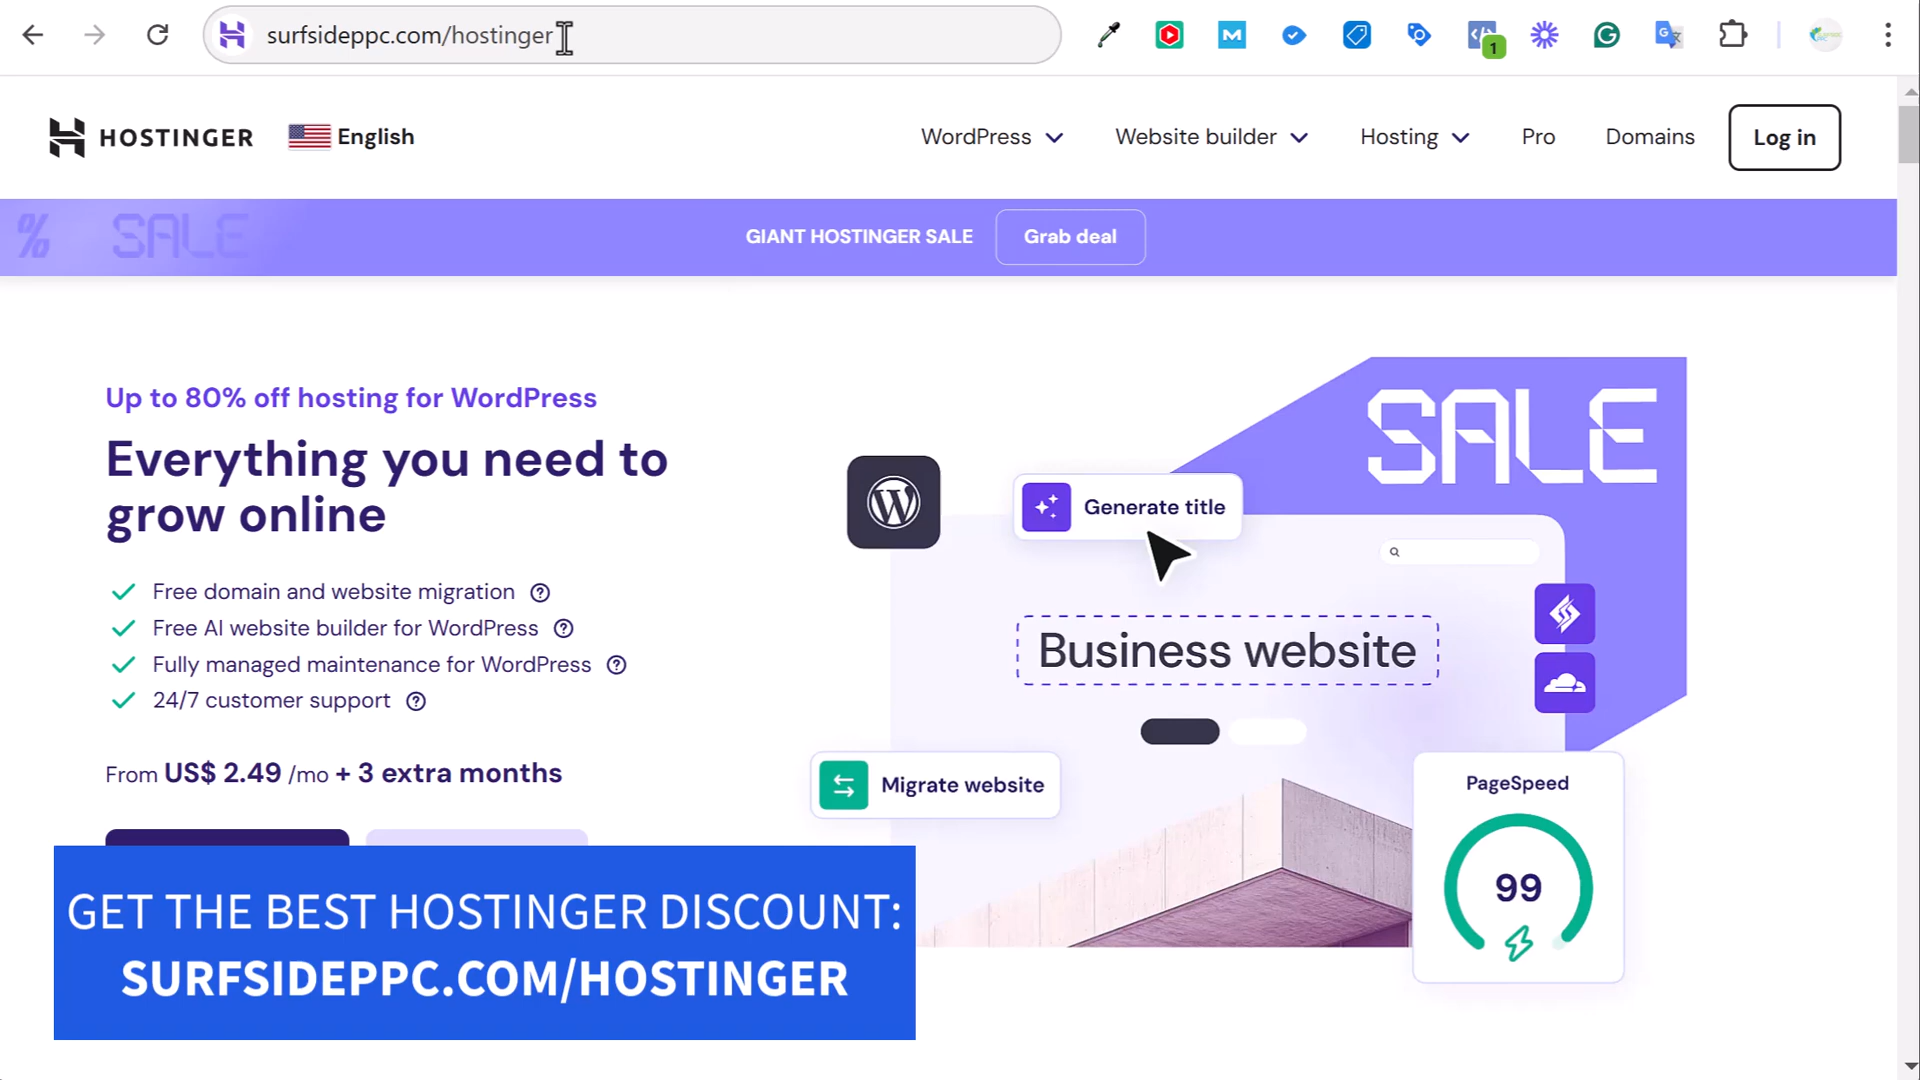 surfsideppc.com/hostinger
1
HOSTINGER
English
WordPress
Website builder
Hosting
Pro
Domains
Log in
% SALE
GIANT HOSTINGER SALE
Grab deal
Up to 80% off hosting for WordPress
Everything you need to
grow online
Free domain and website migration
Free AI website builder for WordPress
Fully managed maintenance for WordPress
24/7 customer support
From US$ 2.49 /mo + 3 extra months
SALE
Generate title
Business website
Migrate website
PageSpeed
99
GET THE BEST HOSTINGER DISCOUNT:
SURFSIDEPPC.COM/HOSTINGER